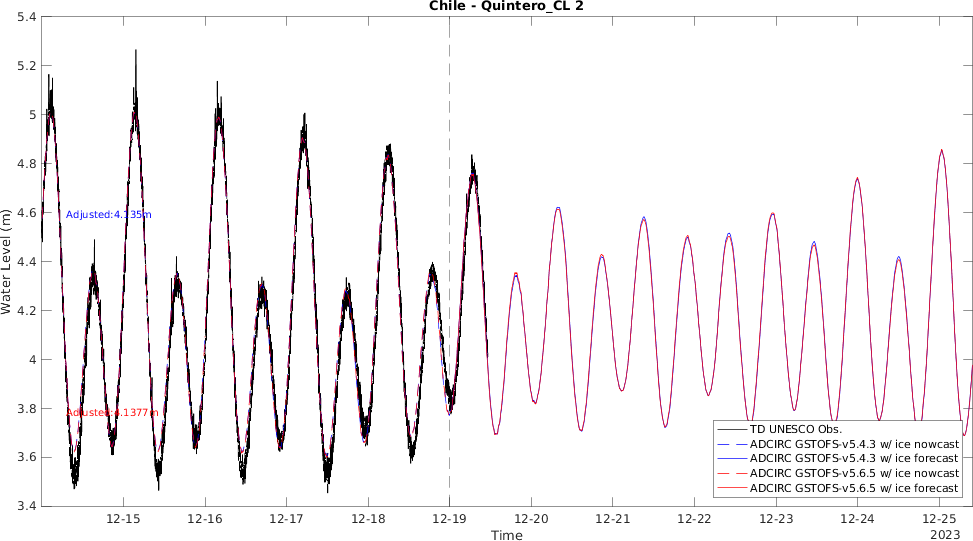 Chile - Quintero_CL 2
5.4
5.2
5
4.8
4.6
4.4
4.2
4
3.8
3.6
3.4
Water Level (m)
Adjusted:4.135m
Adjusted:4.1377m
TD UNESCO Obs.
ADCIRC GSTOFS-v5.4.3 w/ ice nowcast
ADCIRC GSTOFS-v5.4.3 w/ ice forecast
ADCIRC GSTOFS-v5.6.5 w/ ice nowcast
ADCIRC GSTOFS-v5.6.5 w/ ice forecast
12-15 12-16 12-17 12-18 12-19 12-20 12-21 12-22 12-23 12-24 12-25
Time
2023